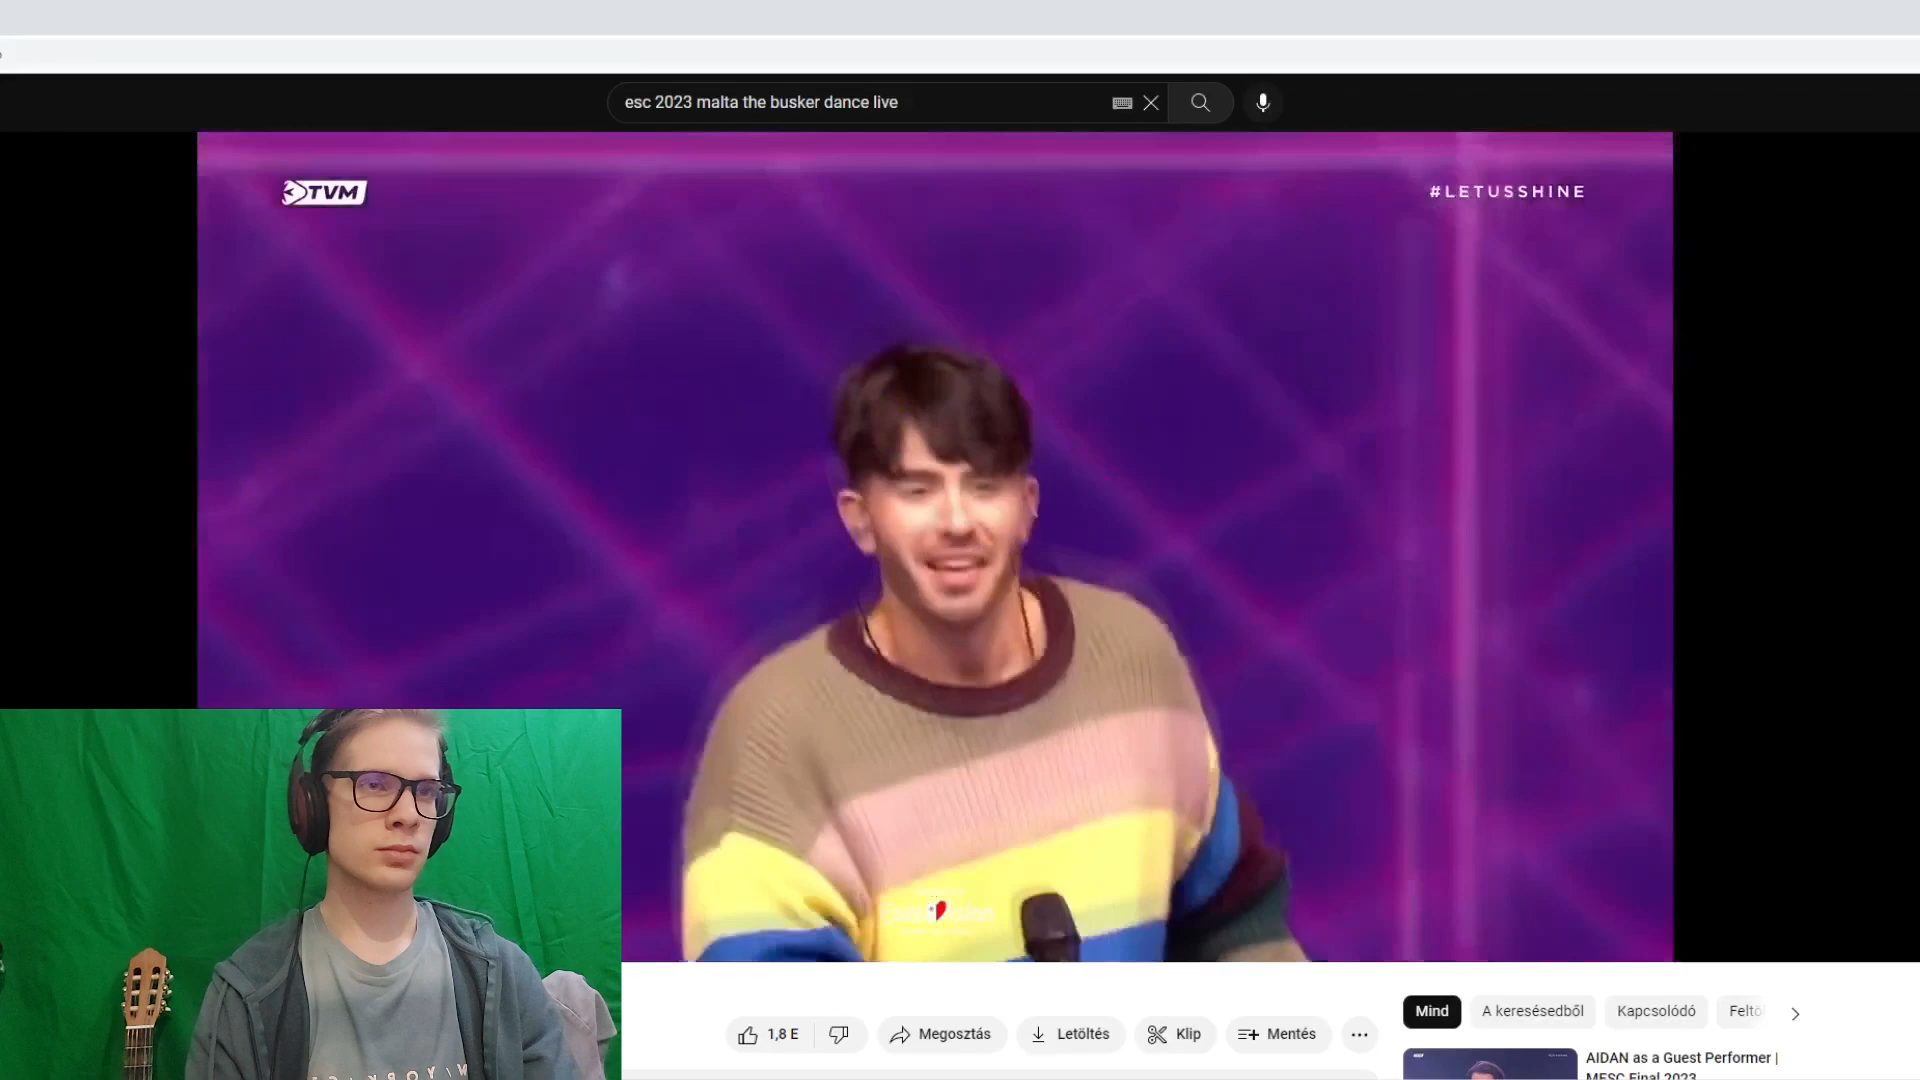 esc 2023 malta the busker dance live
TVM
#LETUSSHINE
1,8 E
Megosztás
Letöltés
Klip
Mentés
Mind
A keresésedből
Kapcsolódó
AIDAN as a Guest Performer |
MESC Final 2023